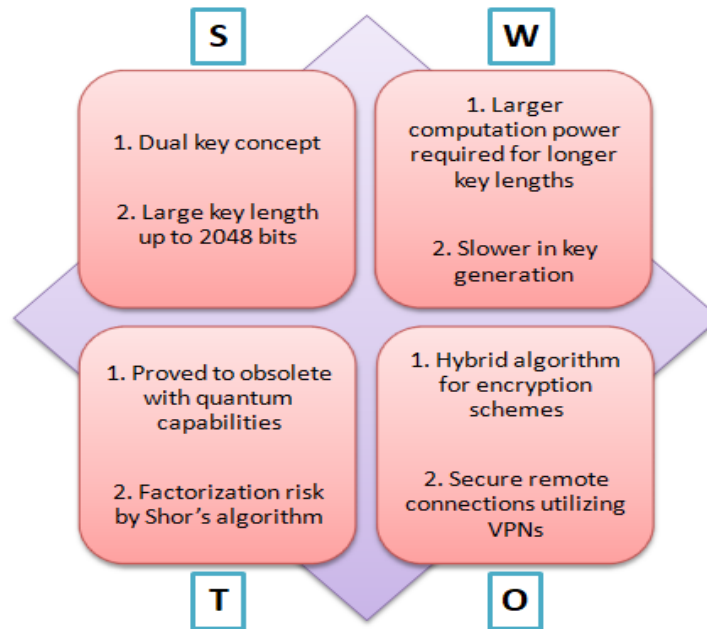 S
1. Dual key concept
2. Large key length
up to 2048 bits
W
1. Larger
computation power
required for longer
key lengths
2. Slower in key
generation
1. Proved to obsolete
with quantum
capabilities
2. Factorization risk
by Shor’s algorithm
T
1. Hybrid algorithm
for encryption
schemes
2. Secure remote
connections utilizing
VPNs
O